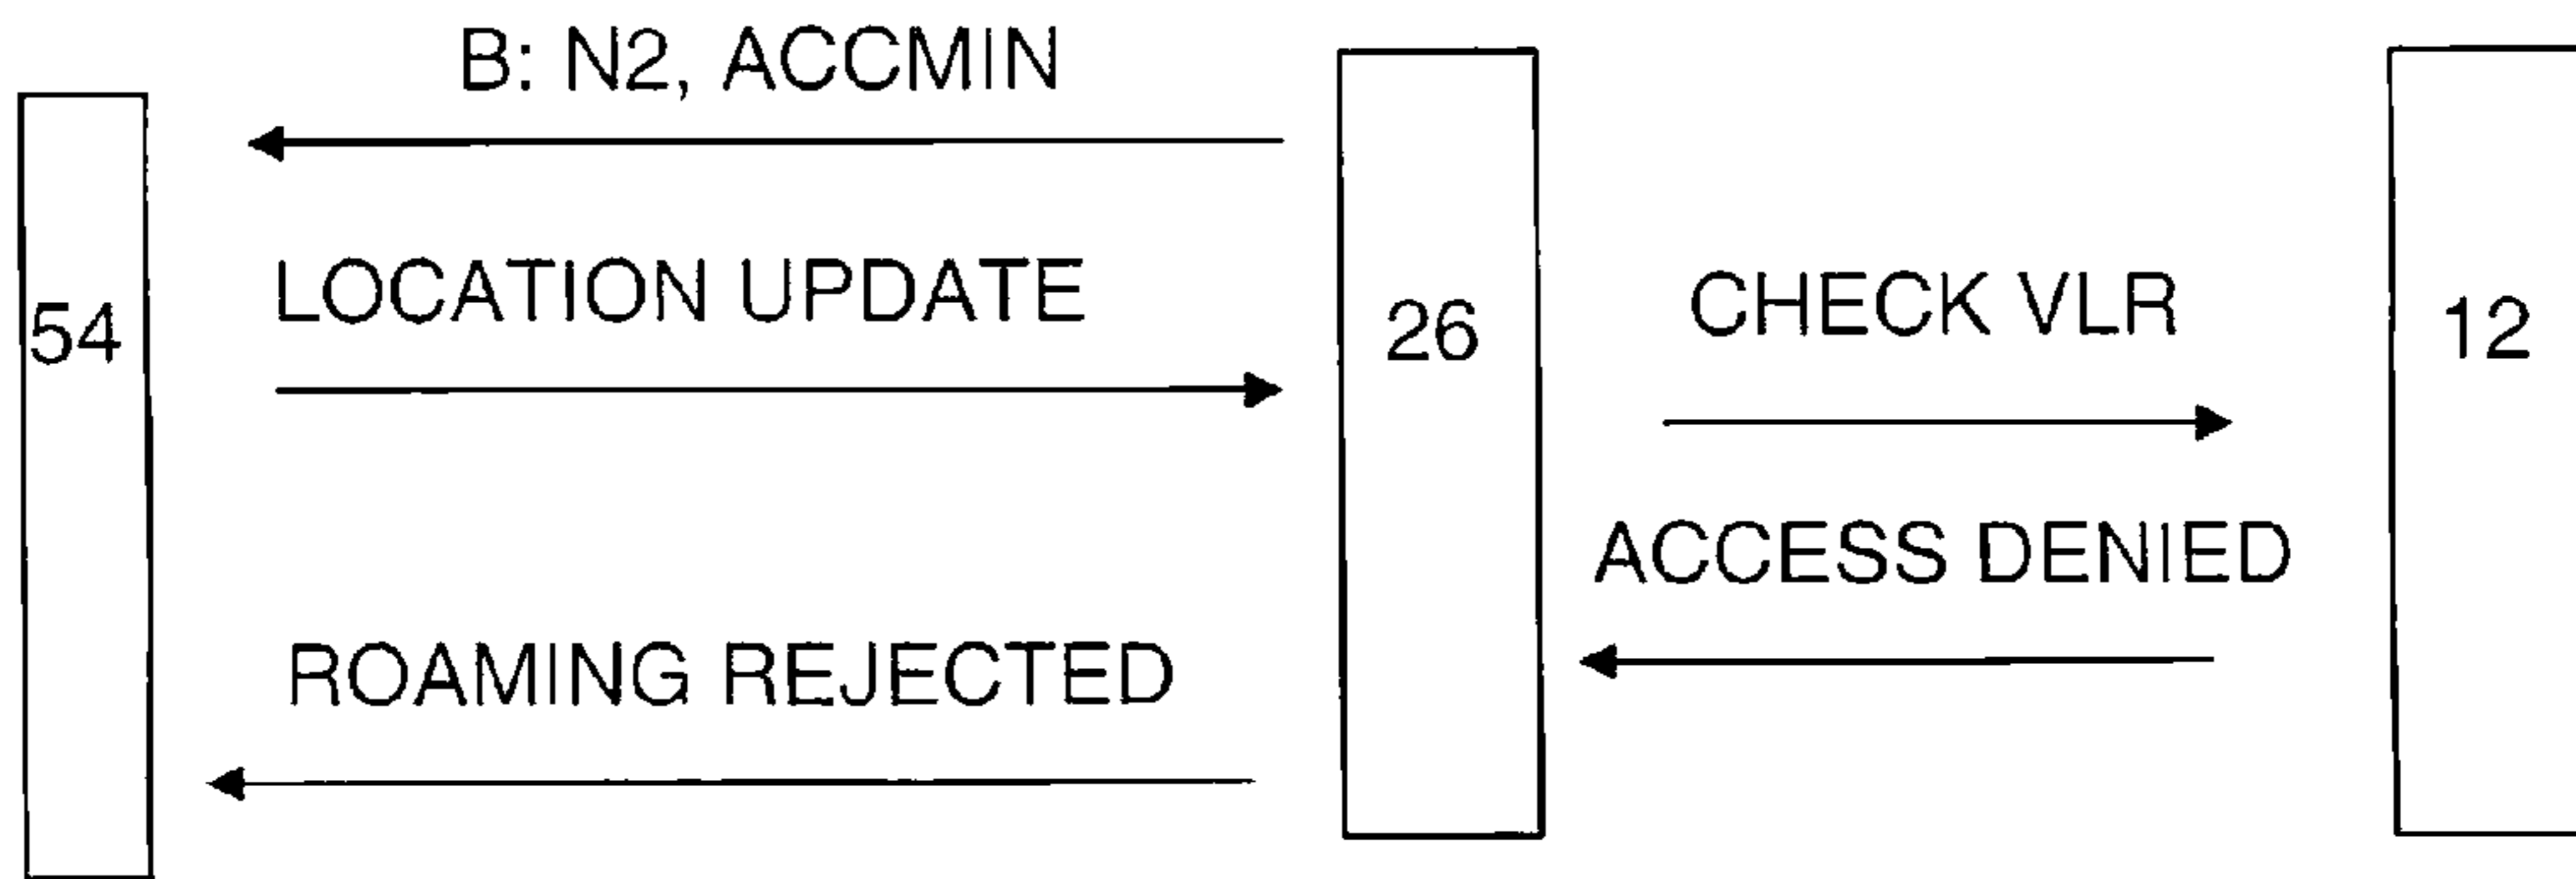 B: N2, ACCMIN
LOCATION UPDATE
54
26
CHECK VLR
12
ACCESS DENIED
ROAMING REJECTED